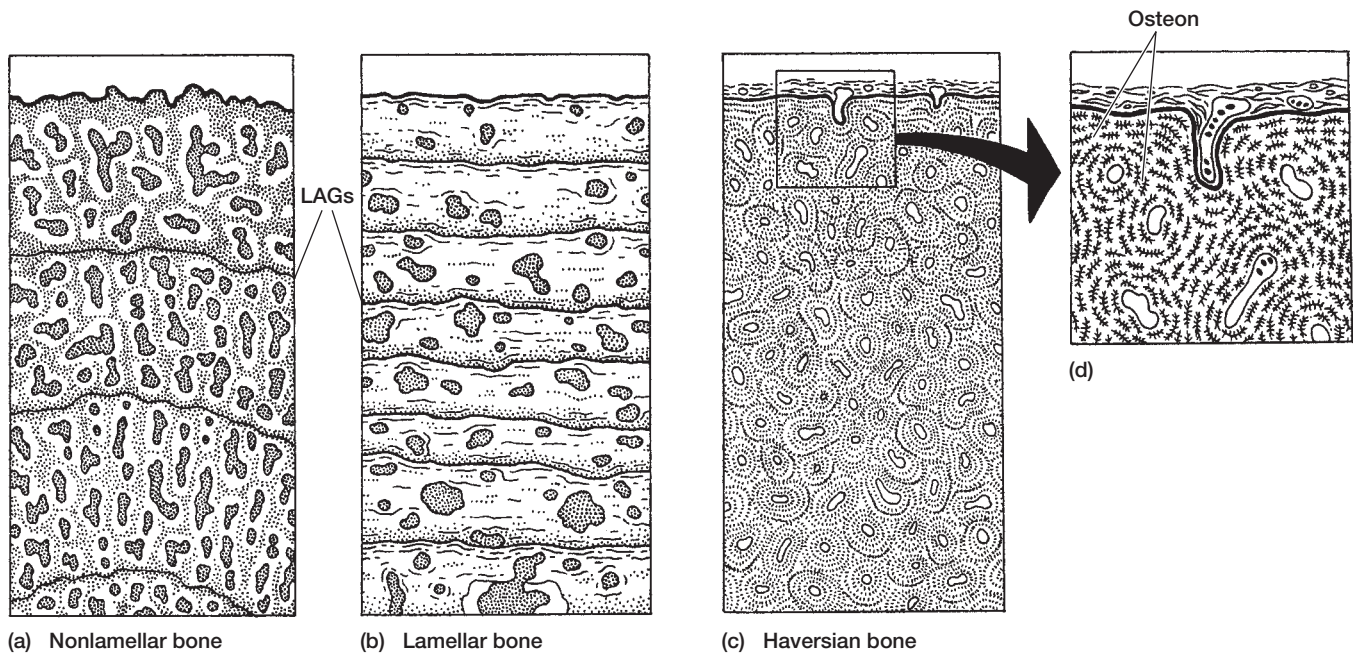 Osteon
LAGs
(d)
(a) Nonlamellar bone
(b) Lamellar bone
(c) Haversian bone